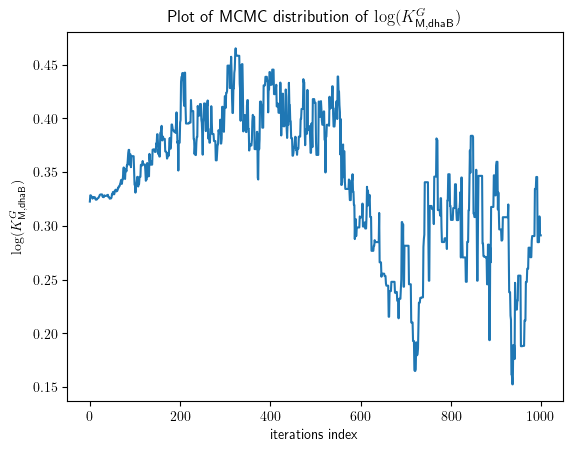 Plot of MCMC distribution of log(K^G_M,dhaB)
log(K^G_M,dhaB)
0.45
0.40
0.35
0.30
0.25
0.20
0.15
0 200 400 600 800 1000
iterations index